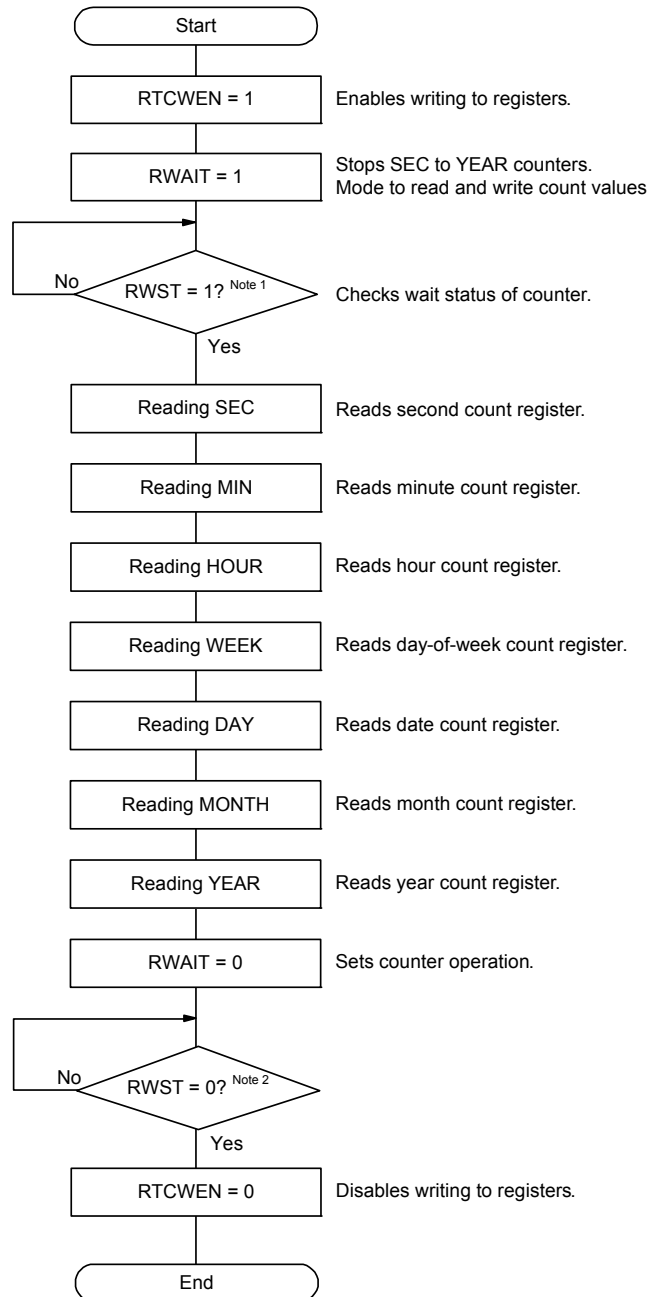 Start
RTCWEN = 1
Enables writing to registers.
RWAIT = 1
Stops SEC to YEAR counters.
Mode to read and write count values
No
RWST = 1? Note 1
Checks wait status of counter.
Yes
Reading SEC
Reads second count register.
Reading MIN
Reads minute count register.
Reading HOUR
Reads hour count register.
Reading WEEK
Reads day-of-week count register.
Reading DAY
Reads date count register.
Reading MONTH
Reads month count register.
Reading YEAR
Reads year count register.
RWAIT = 0
Sets counter operation.
No
RWST = 0? Note 2
Yes
RTCWEN = 0
Disables writing to registers.
End